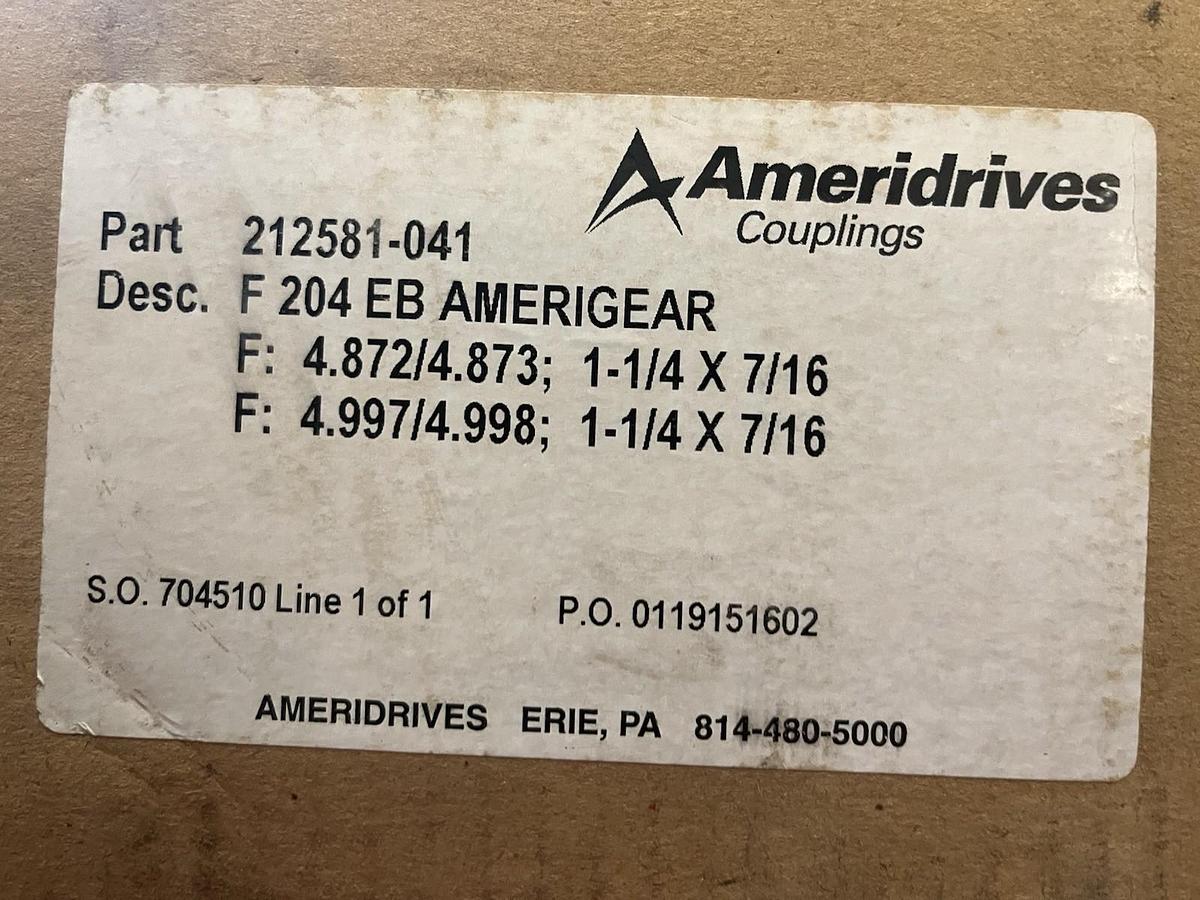 Ameridrives
Couplings
Part 212581-041
Desc. F 204 EB AMERIGEAR
F: 4.872/4.873; 1-1/4 X 7/16
F: 4.997/4.998; 1-1/4 X 7/16
S.O. 704510 Line 1 of 1 P.O. 0119151602
AMERIDRIVES ERIE, PA 814-480-5000